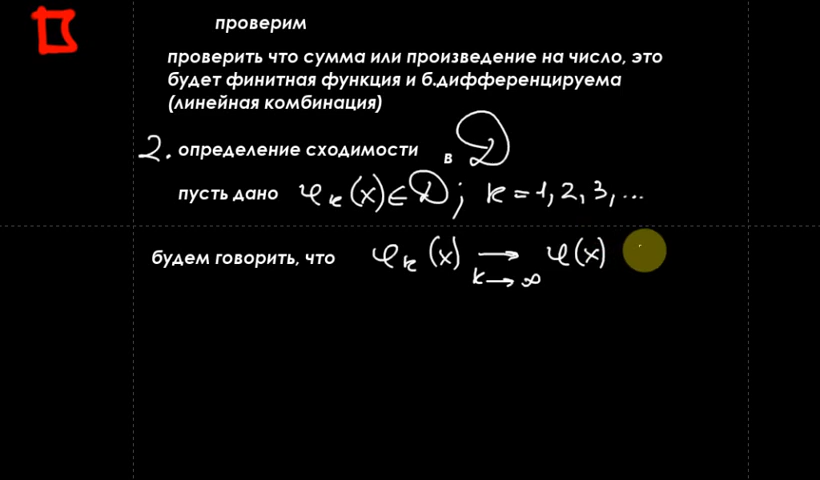 проверим
проверить что сумма или произведение на число, это
будет финитная функция и б.дифференцируема
(линейная комбинация)
2. определение сходимости в D
пусть дано φₖ(x) ∈ D; k = 1, 2, 3, ...
будем говорить, что φₖ(x) → φ(x)
k → ∞